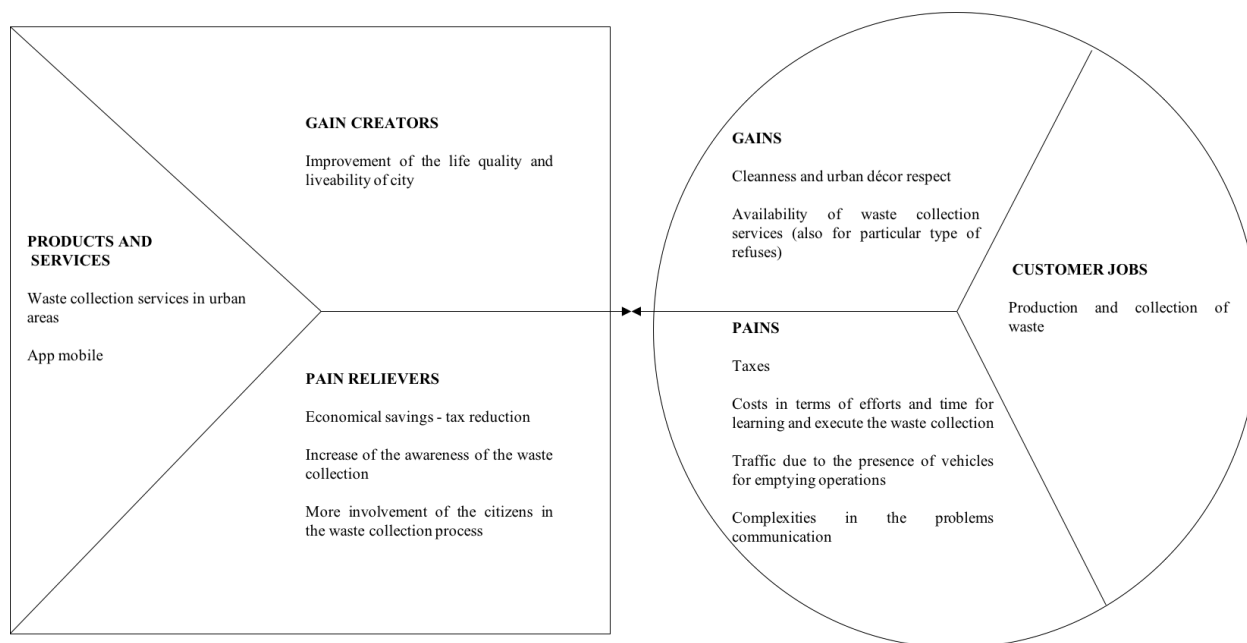 PRODUCTS AND
SERVICES
Waste collection services in urban
areas
App mobile
GAIN CREATORS
Improvement of the life quality and
liveability of city
PAIN RELIEVERS
Economical savings - tax reduction
Increase of the awareness of the waste
collection
More involvement of the citizens in
the waste collection process
GAINS
Cleanness and urban décor respect
Availability of waste collection
services (also for particular type of
refuses)
PAINS
Taxes
Costs in terms of efforts and time for
learning and execute the waste collection
Traffic due to the presence of vehicles
for emptying operations
Complexities in the problems
communication
CUSTOMER JOBS
Production and collection of
waste